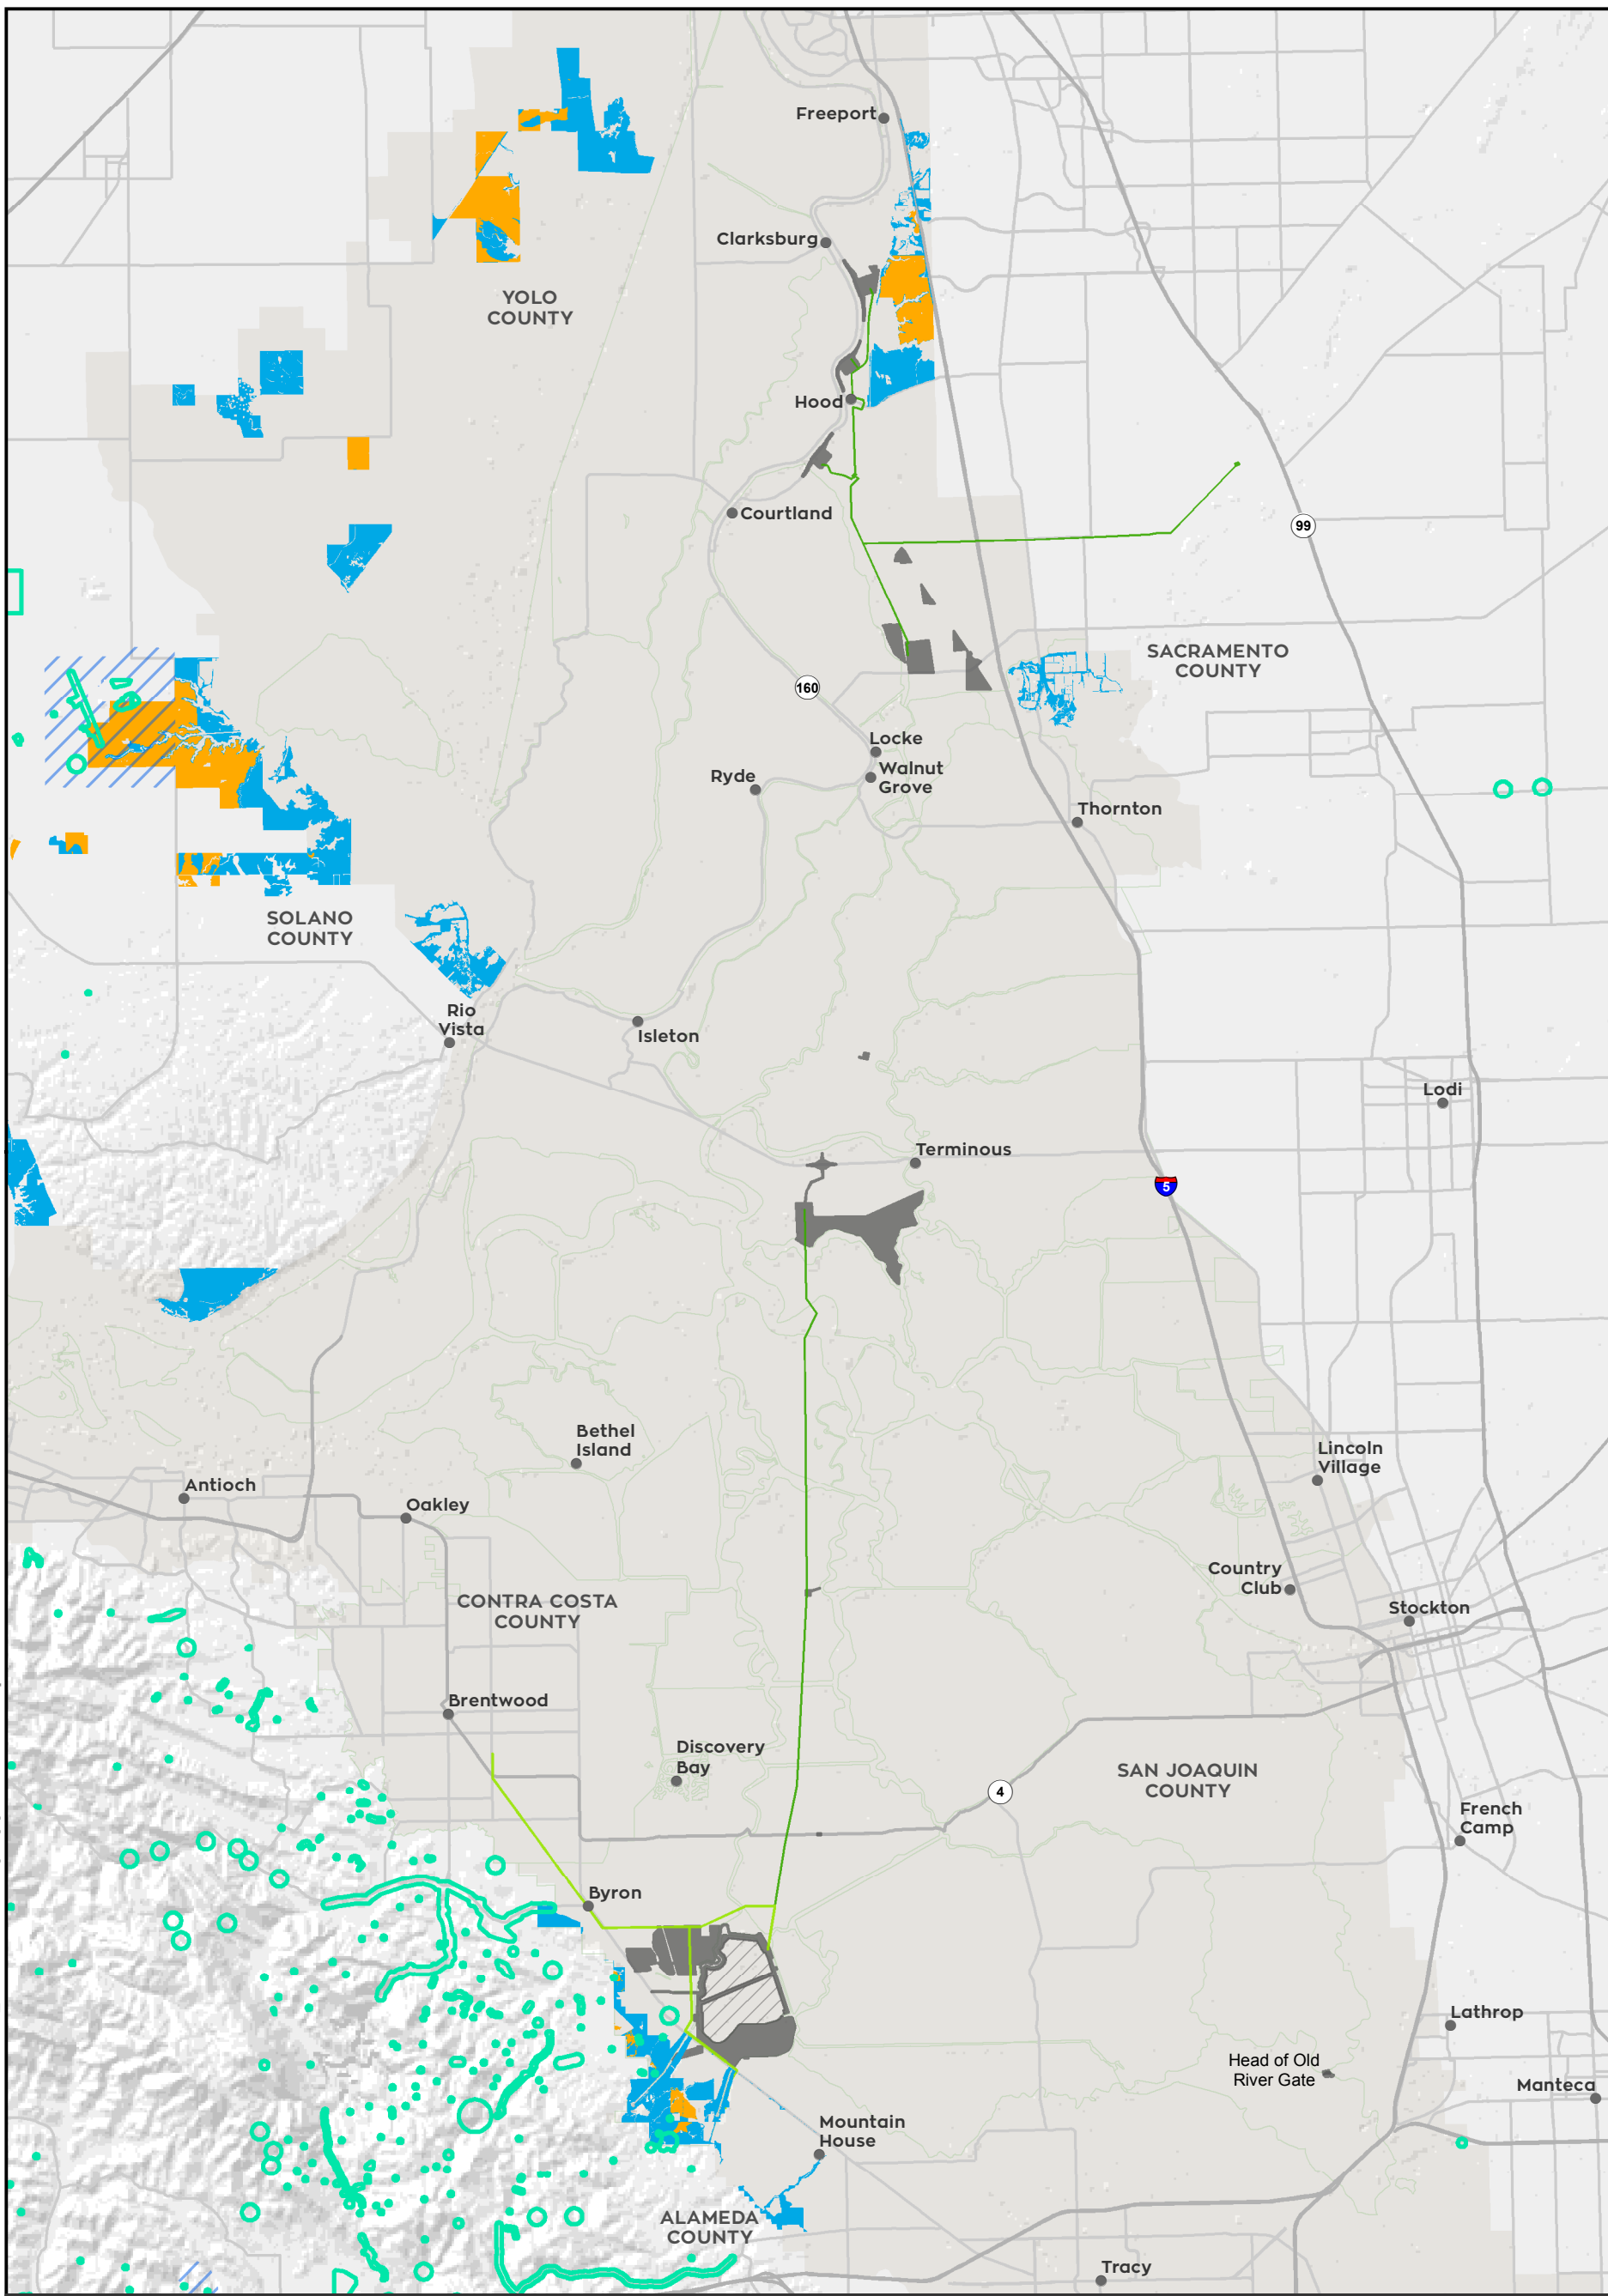 Freeport
Clarksburg
YOLO
COUNTY
Hood
Courtland
99
SACRAMENTO
COUNTY
160
Locke
Walnut
Grove
Ryde
Thornton
SOLANO
COUNTY
Rio
Vista
Isleton
Lodi
Terminous
5
Bethel
Island
Lincoln
Village
Antioch
Oakley
Country
Club
CONTRA COSTA
COUNTY
Stockton
Brentwood
Discovery
Bay
SAN JOAQUIN
COUNTY
4
French
Camp
Byron
Lathrop
Head of Old
River Gate
Manteca
Mountain
House
ALAMEDA
COUNTY
Tracy